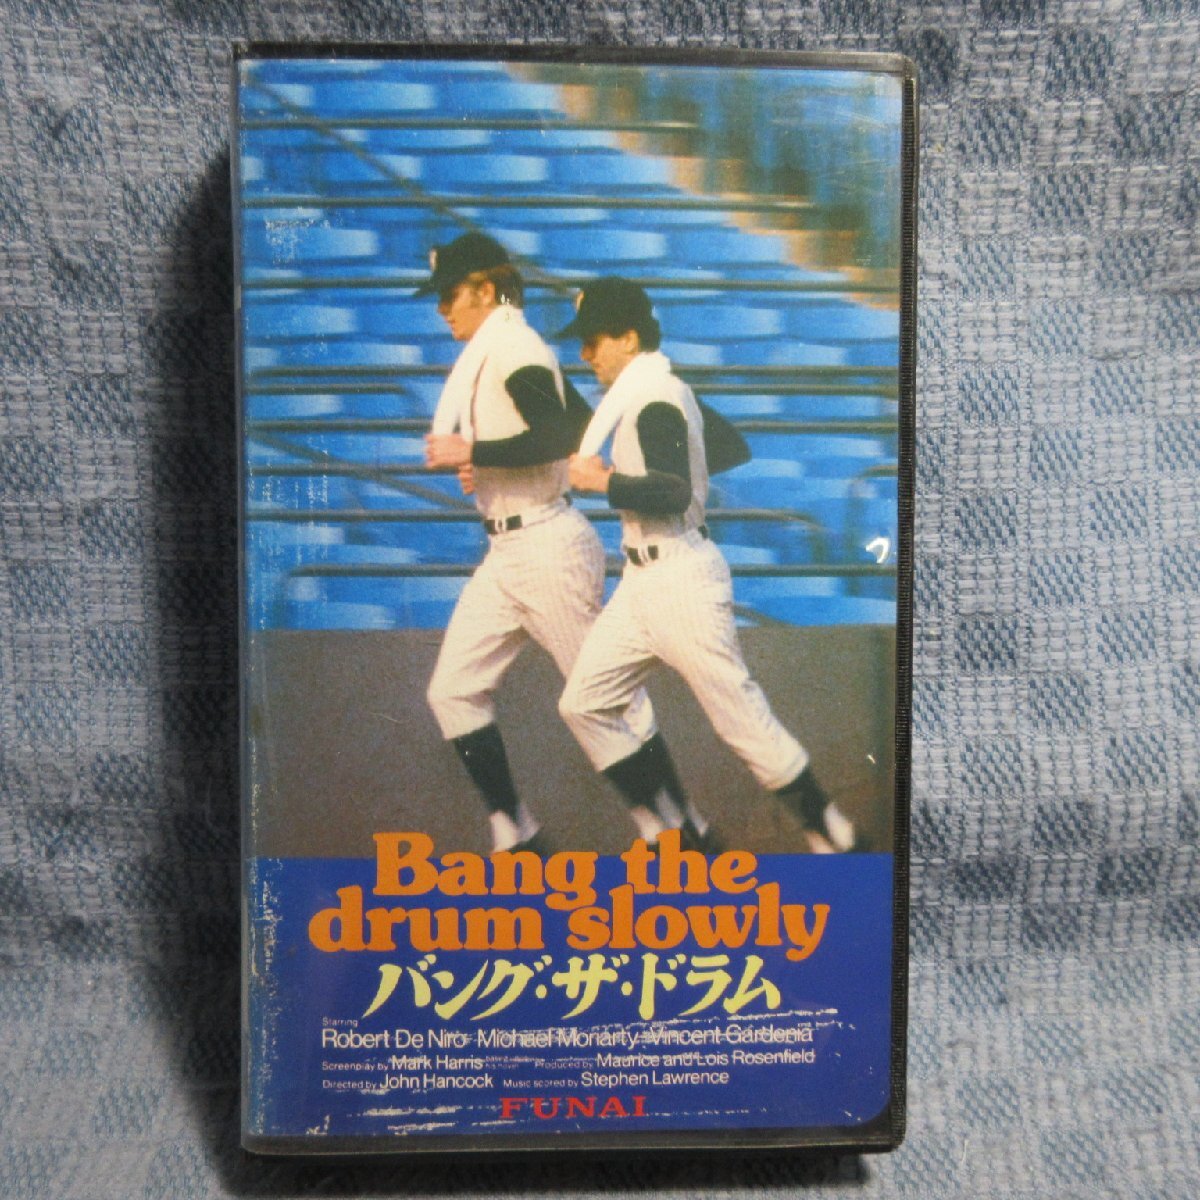 Bang the
drum slowly
バング・ザ・ドラム
Starring
Robert De Niro Michael Moriarty Vincent Gardenia
Screenplay by Mark Harris Produced by Maurice and Lois Rosenfield
Directed by John Hancock Music scored by Stephen Lawrence
FUNAI